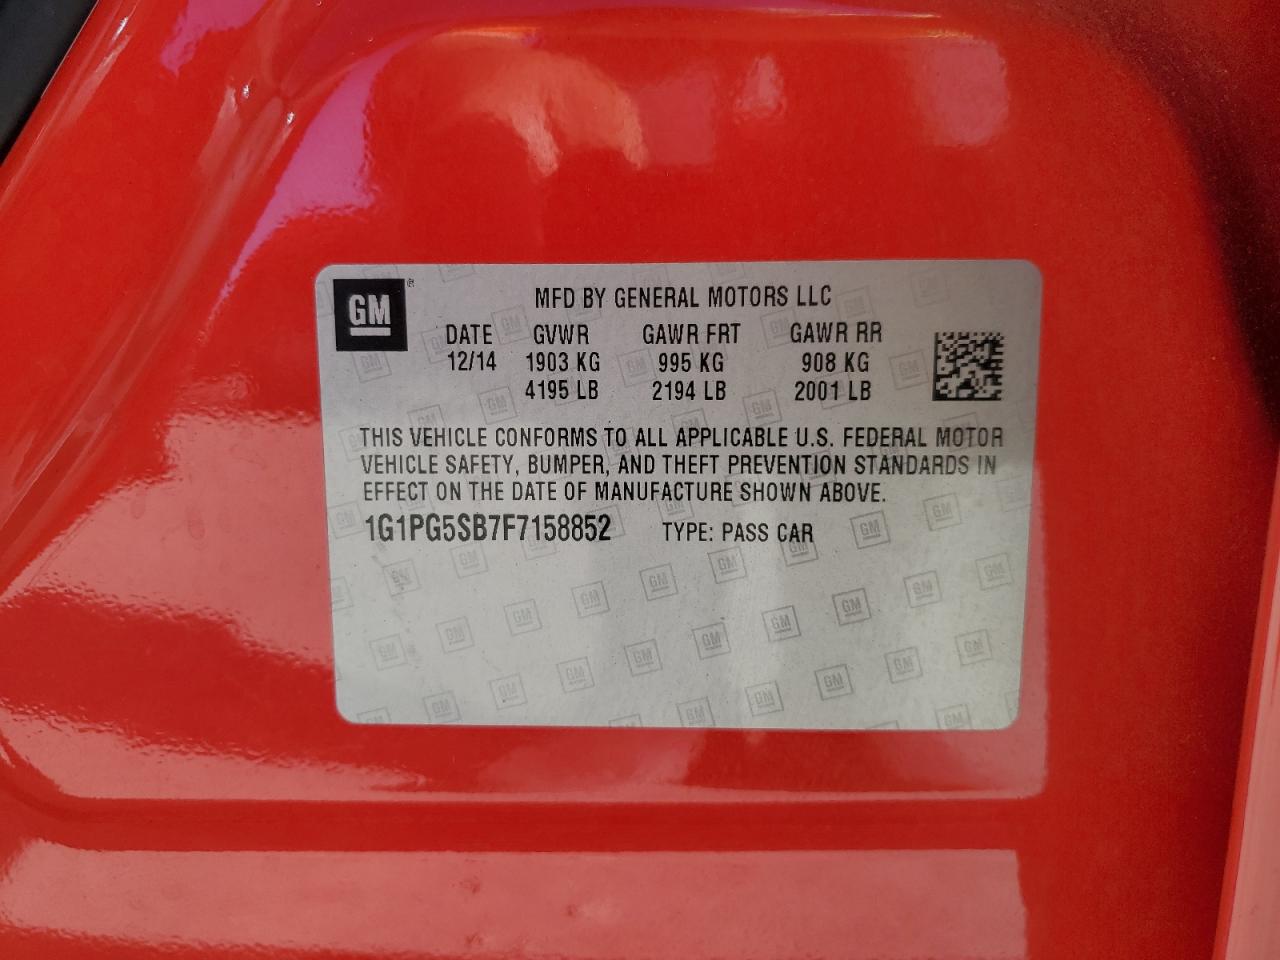 GM®
MFD BY GENERAL MOTORS LLC
DATE GVWR GAWR FRT GAWR RR
12/14 1903 KG 995 KG 908 KG
4195 LB 2194 LB 2001 LB
THIS VEHICLE CONFORMS TO ALL APPLICABLE U.S. FEDERAL MOTOR
VEHICLE SAFETY, BUMPER, AND THEFT PREVENTION STANDARDS IN
EFFECT ON THE DATE OF MANUFACTURE SHOWN ABOVE.
1G1PG5SB7F7158852 TYPE: PASS CAR